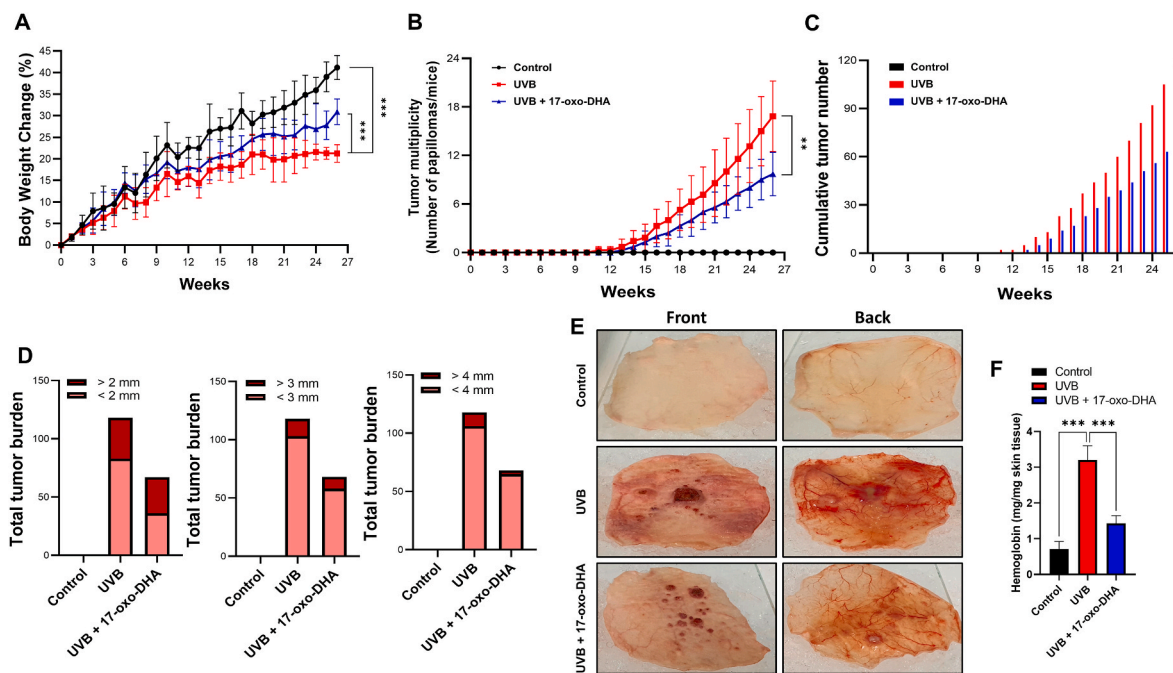 A
Body Weight Change (%)
45
40
35
30
25
20
15
10
5
0
0 3 6 9 12 15 18 21 24 27
Weeks
***
***
B
Tumor multiplicity
(Number of papillomas/mice)
24
18
12
6
0
0 3 6 9 12 15 18 21 24 27
Weeks
Control
UVB
UVB + 17-oxo-DHA
**
C
Cumulative tumor number
120
90
60
30
0
0 3 6 9 12 15 18 21 24
Weeks
Control
UVB
UVB + 17-oxo-DHA
D
Total tumor burden
150
100
50
0
> 2 mm
< 2 mm
Control
UVB
UVB + 17-oxo-DHA
Total tumor burden
150
100
50
0
> 3 mm
< 3 mm
Control
UVB
UVB + 17-oxo-DHA
Total tumor burden
150
100
50
0
> 4 mm
< 4 mm
Control
UVB
UVB + 17-oxo-DHA
E
Front
Back
Control
UVB
UVB + 17-oxo-DHA
F
Control
UVB
UVB + 17-oxo-DHA
Hemoglobin (mg/mg skin tissue)
4
3
2
1
0
*** ***
Control
UVB
UVB + 17-oxo-DHA